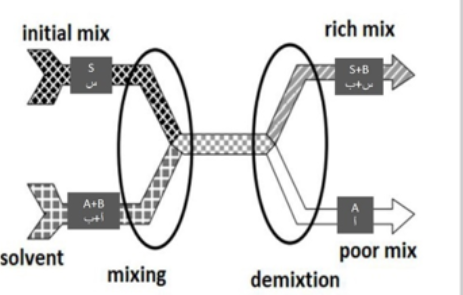 initial mix
rich mix
S
س
S+B
س+ب
A+B
أ+ب
A
أ
solvent
mixing
demixtion
poor mix